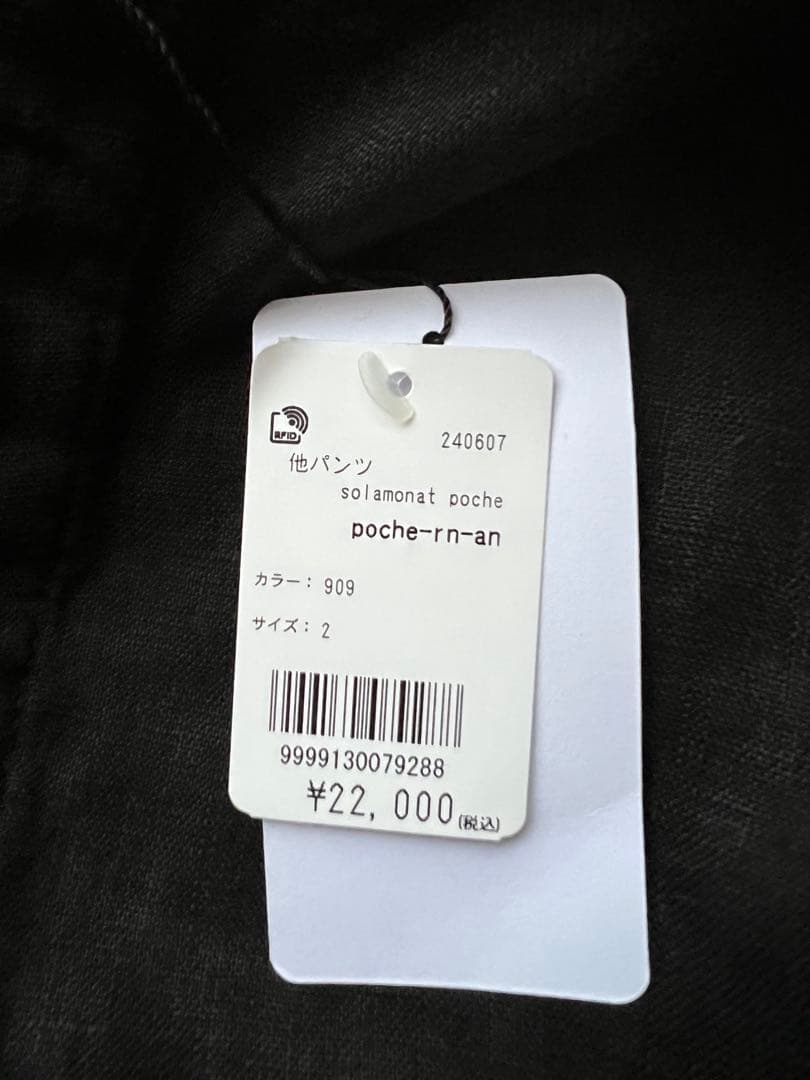 RFID
240607
他パンツ
solamonat poche
poche-rn-an
カラー: 909
サイズ: 2
9999130079288
¥22,000(税込)